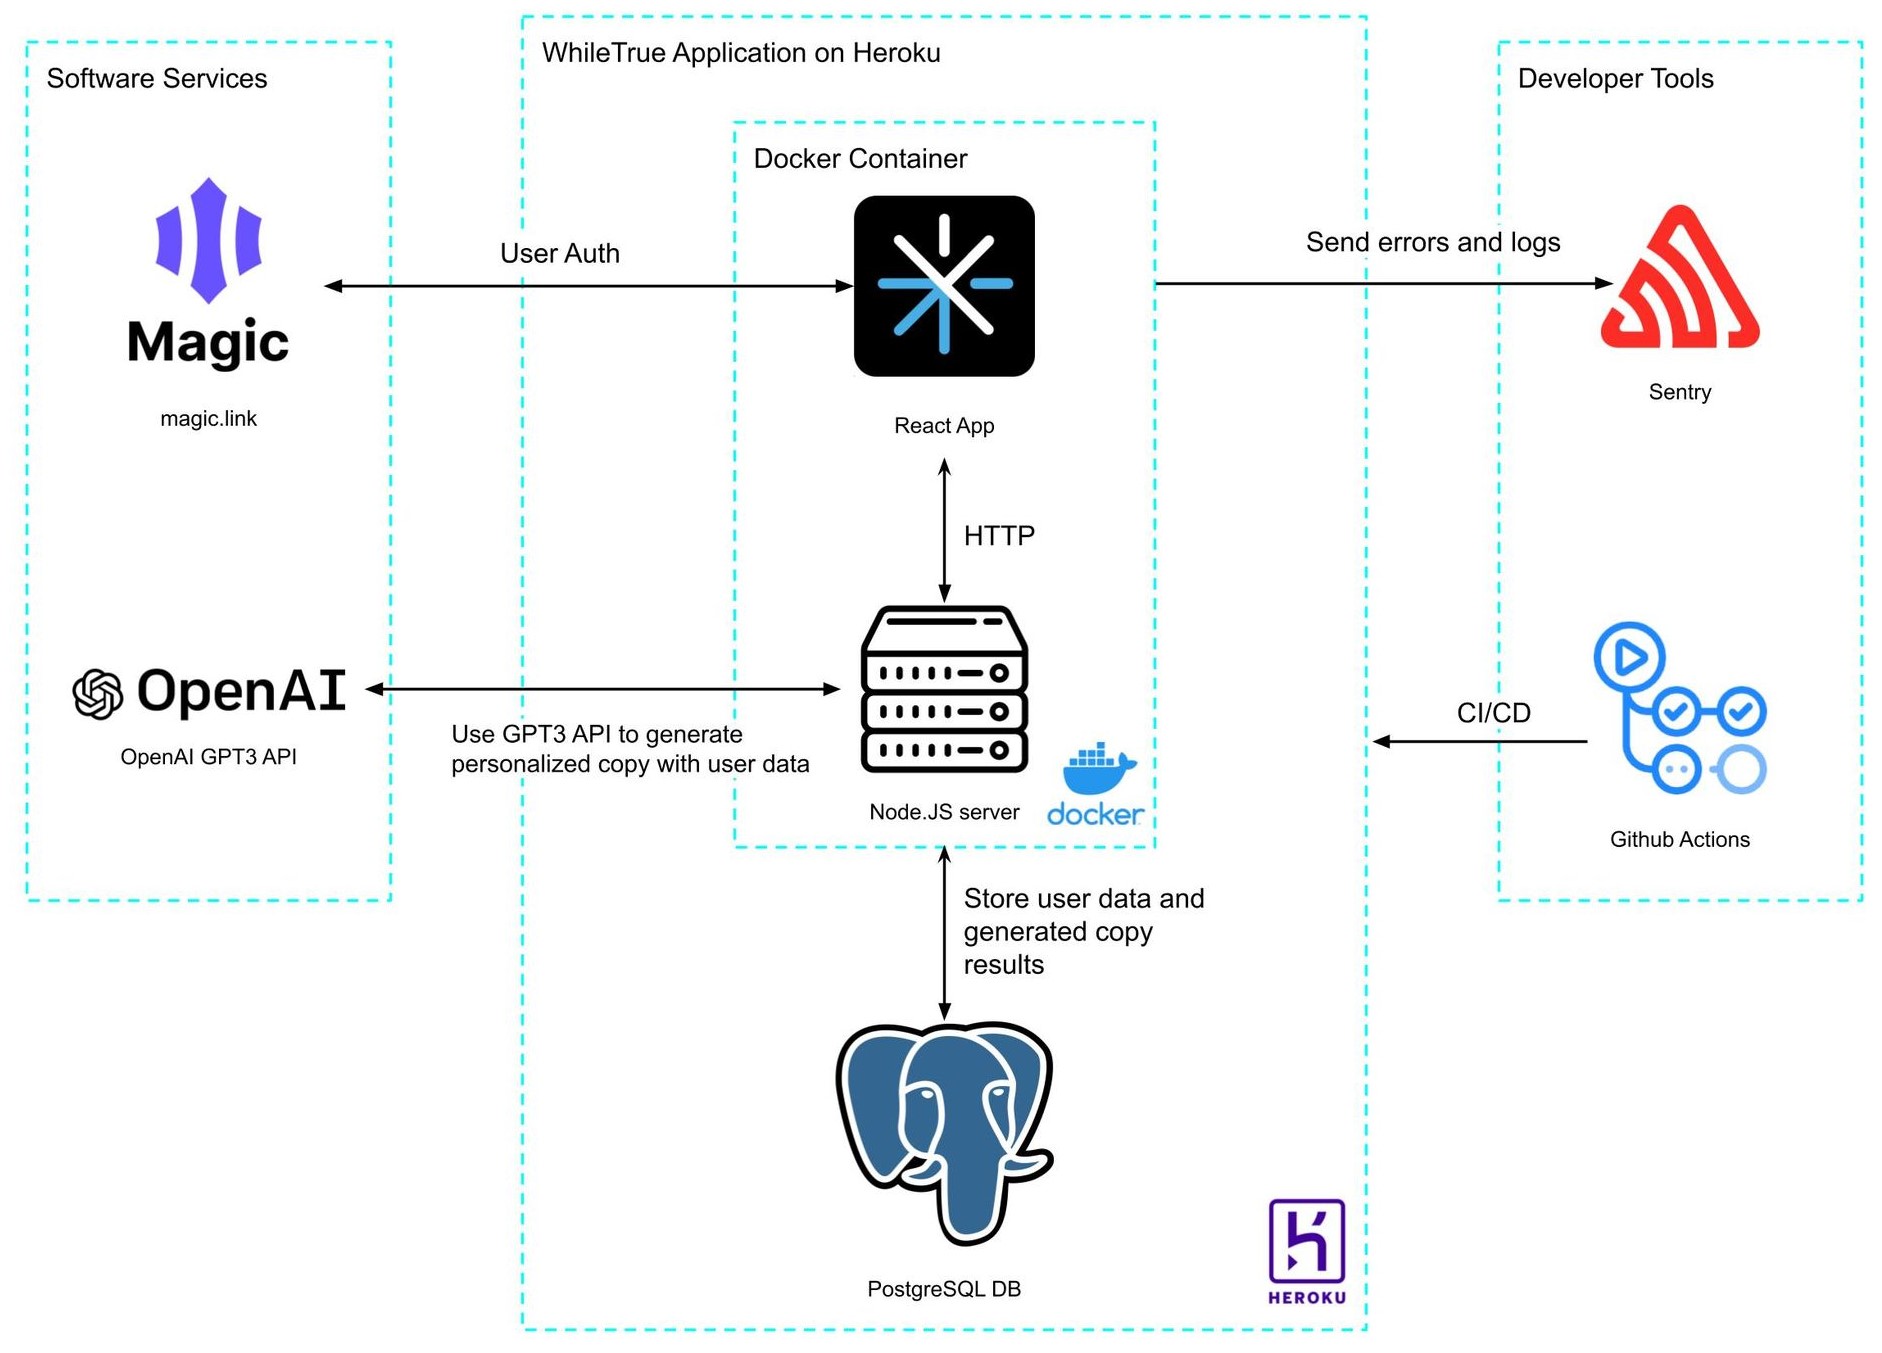 Software Services
Magic
magic.link
OpenAI
OpenAI GPT3 API
User Auth
Use GPT3 API to generate
personalized copy with user data
WhileTrue Application on Heroku
Docker Container
React App
HTTP
Node.JS server
docker
Store user data and
generated copy
results
PostgreSQL DB
HEROKU
Send errors and logs
CI/CD
Developer Tools
Sentry
Github Actions